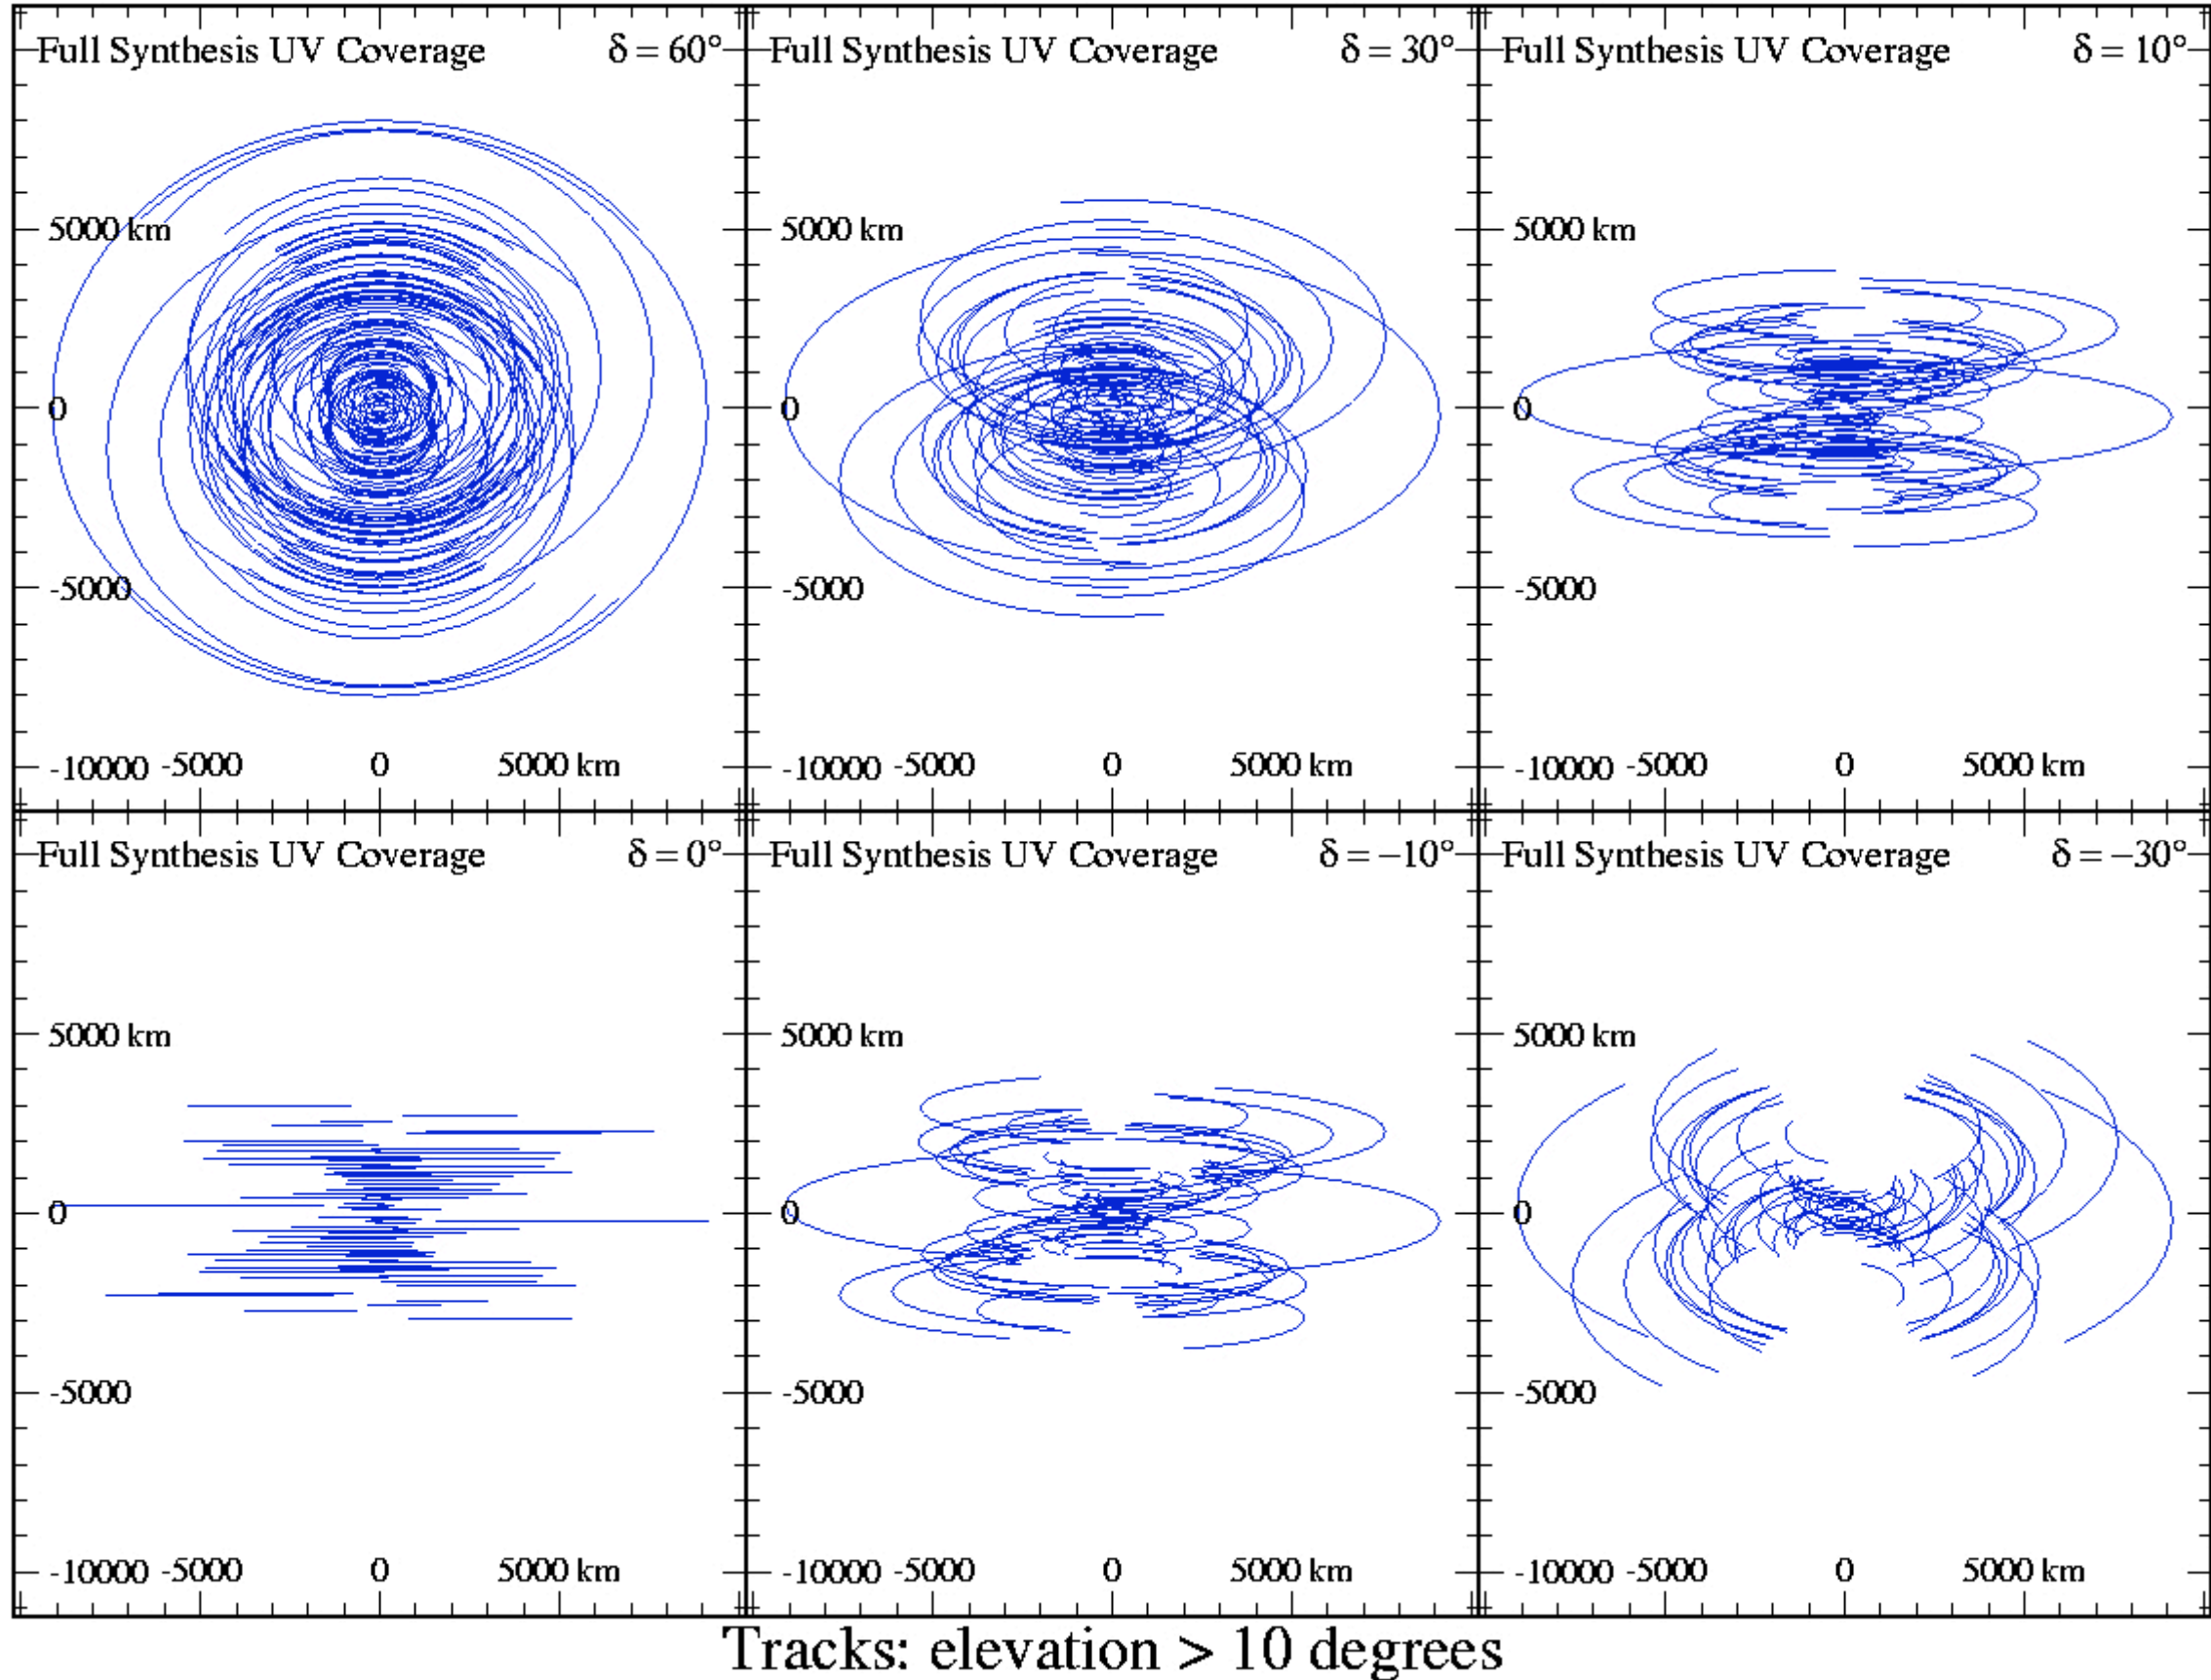 Full Synthesis UV Coverage δ = 60°
5000 km
0
-5000
-10000 -5000 0 5000 km
Full Synthesis UV Coverage δ = 30°
5000 km
0
-5000
-10000 -5000 0 5000 km
Full Synthesis UV Coverage δ = 10°
5000 km
0
-5000
-10000 -5000 0 5000 km
Full Synthesis UV Coverage δ = 0°
5000 km
0
-5000
-10000 -5000 0 5000 km
Full Synthesis UV Coverage δ = −10°
5000 km
0
-5000
-10000 -5000 0 5000 km
Full Synthesis UV Coverage δ = −30°
5000 km
0
-5000
-10000 -5000 0 5000 km
Tracks: elevation > 10 degrees